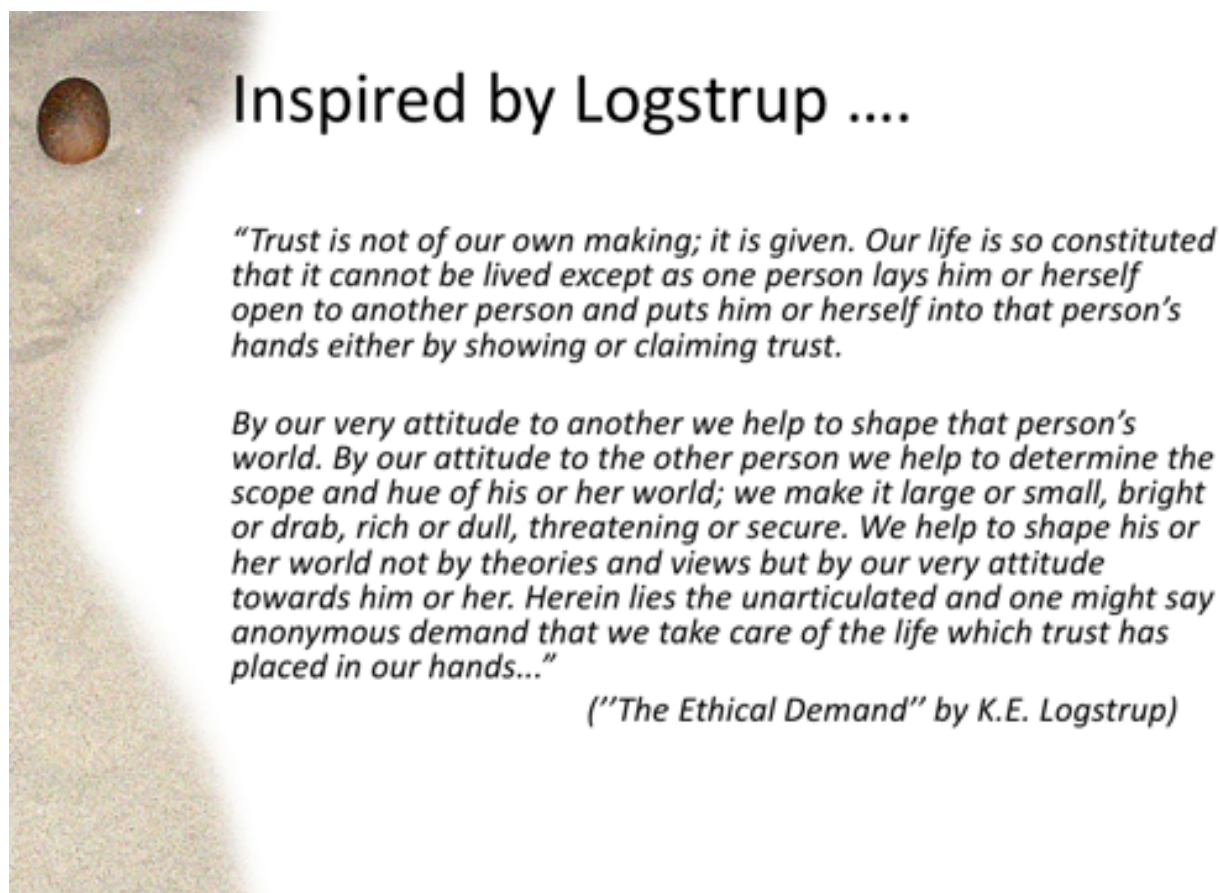 Inspired by Logstrup ....
“Trust is not of our own making; it is given. Our life is so constituted
that it cannot be lived except as one person lays him or herself
open to another person and puts him or herself into that person’s
hands either by showing or claiming trust.
By our very attitude to another we help to shape that person’s
world. By our attitude to the other person we help to determine the
scope and hue of his or her world; we make it large or small, bright
or drab, rich or dull, threatening or secure. We help to shape his or
her world not by theories and views but by our very attitude
towards him or her. Herein lies the unarticulated and one might say
anonymous demand that we take care of the life which trust has
placed in our hands...”
(’’The Ethical Demand’’ by K.E. Logstrup)